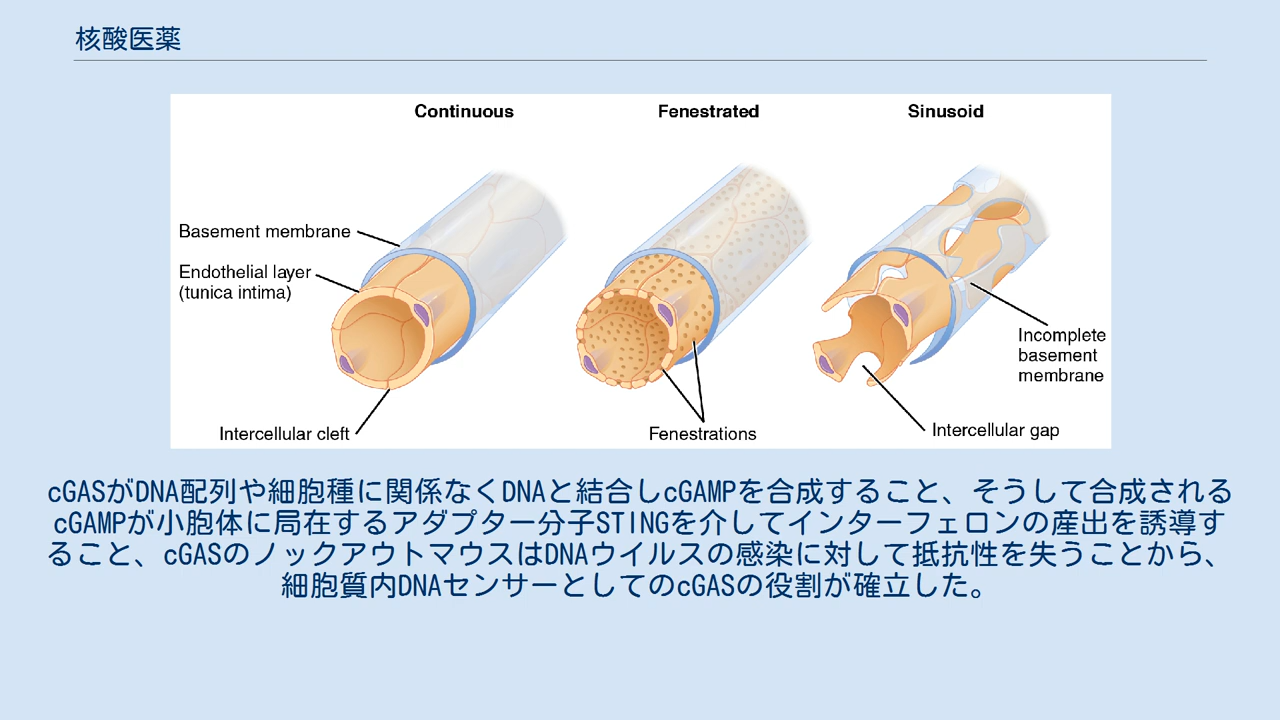 核酸医薬
Continuous
Fenestrated
Sinusoid
Basement membrane
Endothelial layer
(tunica intima)
Incomplete
basement
membrane
Intercellular cleft
Fenestrations
Intercellular gap
cGASがDNA配列や細胞種に関係なくDNAと結合しcGAMPを合成すること、そうして合成される
cGAMPが小胞体に局在するアダプター分子STINGを介してインターフェロンの産出を誘導す
ること、cGASのノックアウトマウスはDNAウイルスの感染に対して抵抗性を失うことから、
細胞質内DNAセンサーとしてのcGASの役割が確立した。